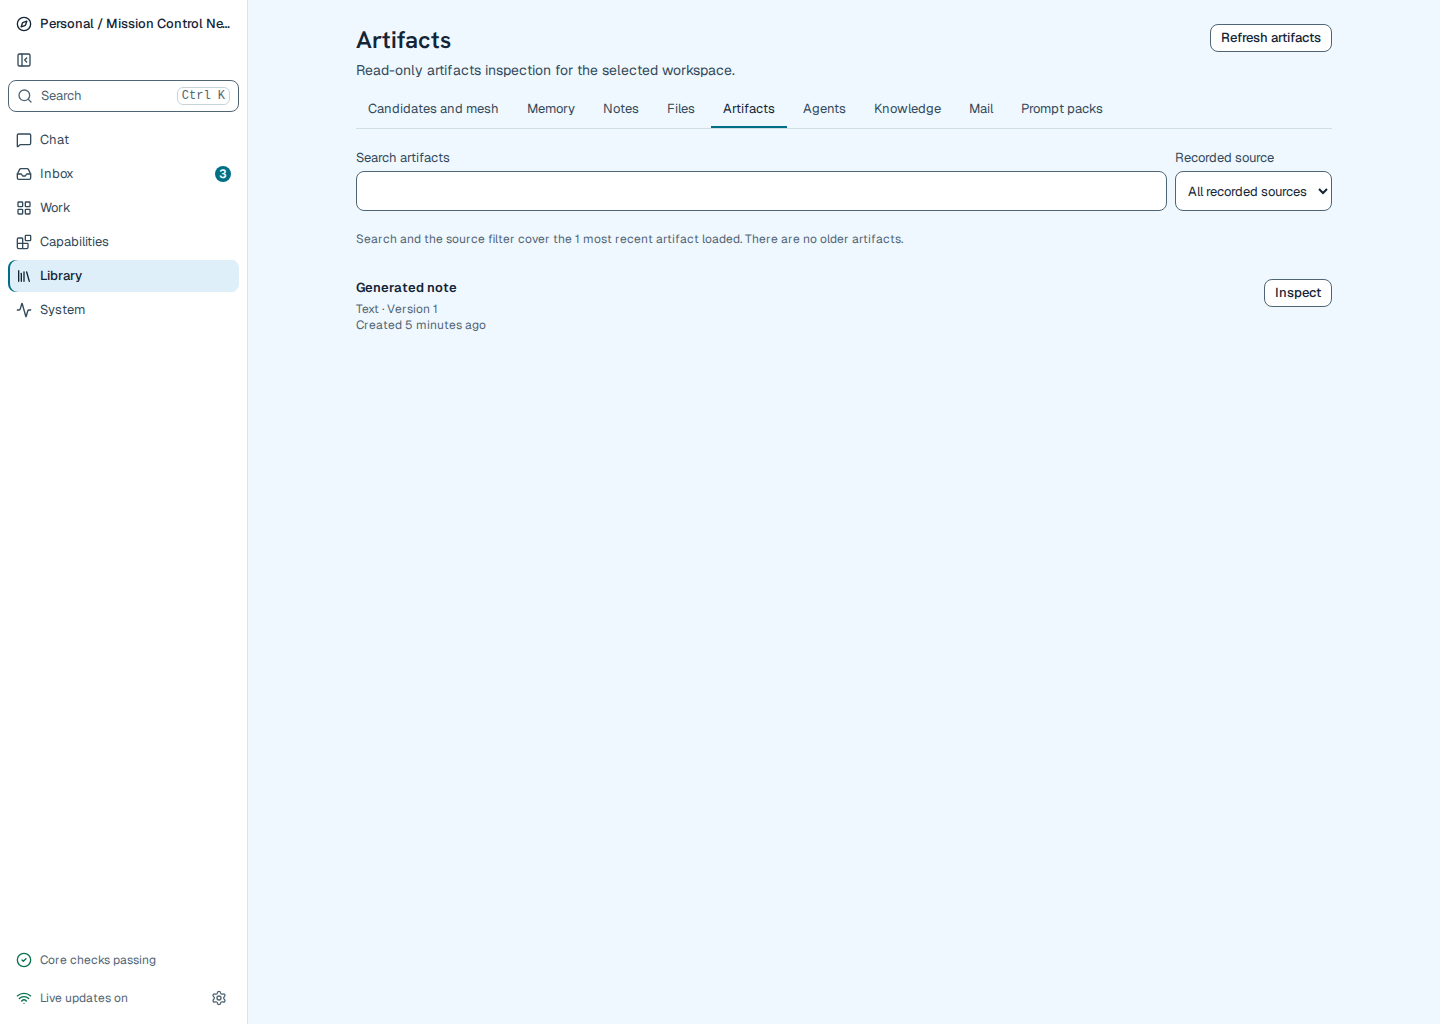 Personal / Mission Control Ne...
Search Ctrl K
Chat
Inbox 3
Work
Capabilities
Library
System
Core checks passing
Live updates on
Artifacts
Refresh artifacts
Read-only artifacts inspection for the selected workspace.
Candidates and mesh Memory Notes Files Artifacts Agents Knowledge Mail Prompt packs
Search artifacts
Recorded source
All recorded sources
Search and the source filter cover the 1 most recent artifact loaded. There are no older artifacts.
Generated note
Inspect
Text · Version 1
Created 5 minutes ago